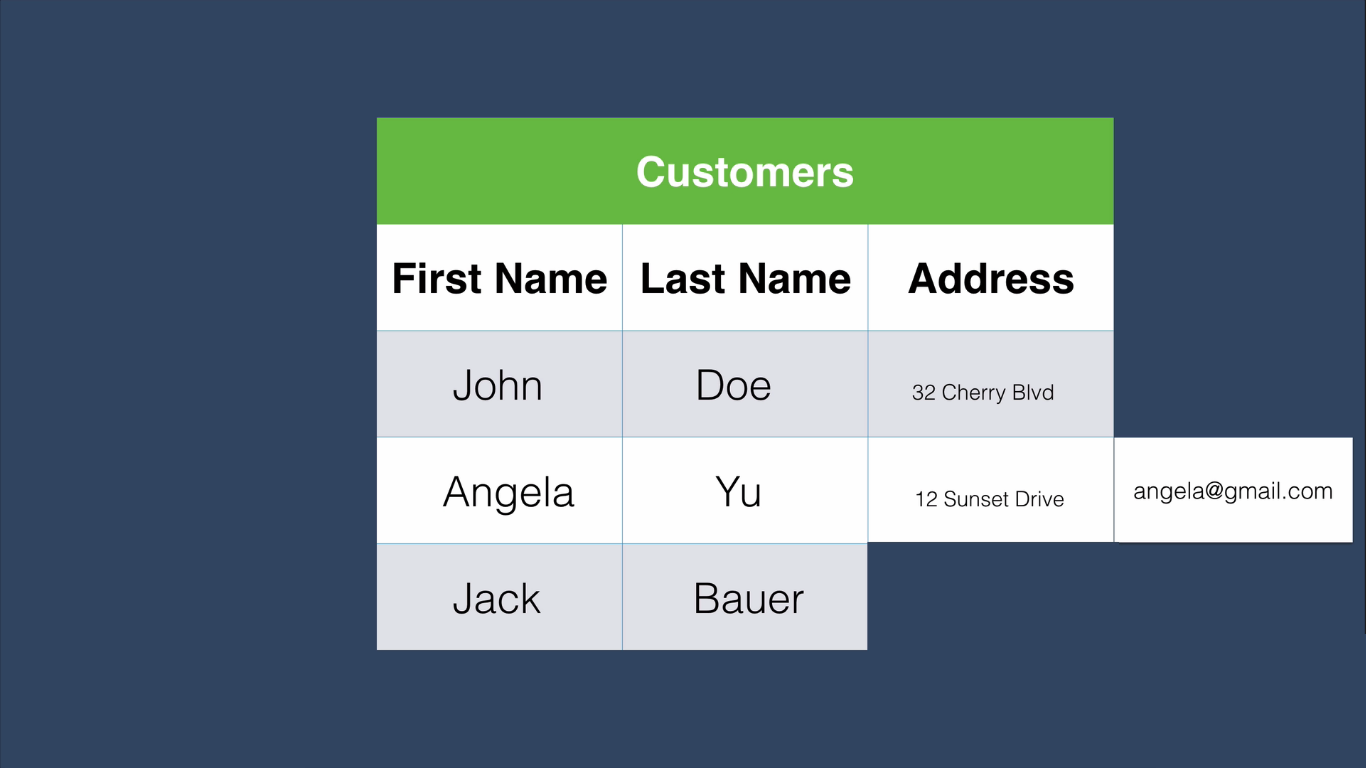 Customers
First Name Last Name Address
John Doe 32 Cherry Blvd
Angela Yu 12 Sunset Drive angela@gmail.com
Jack Bauer